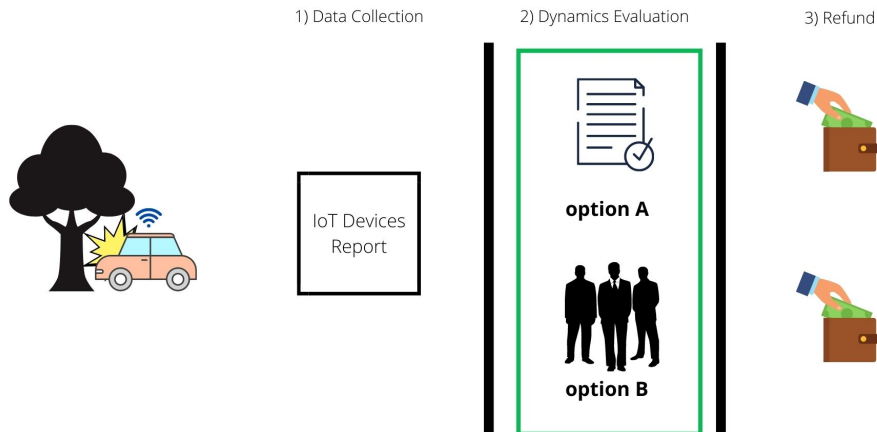 1) Data Collection
2) Dynamics Evaluation
3) Refund
IoT Devices
Report
option A
option B